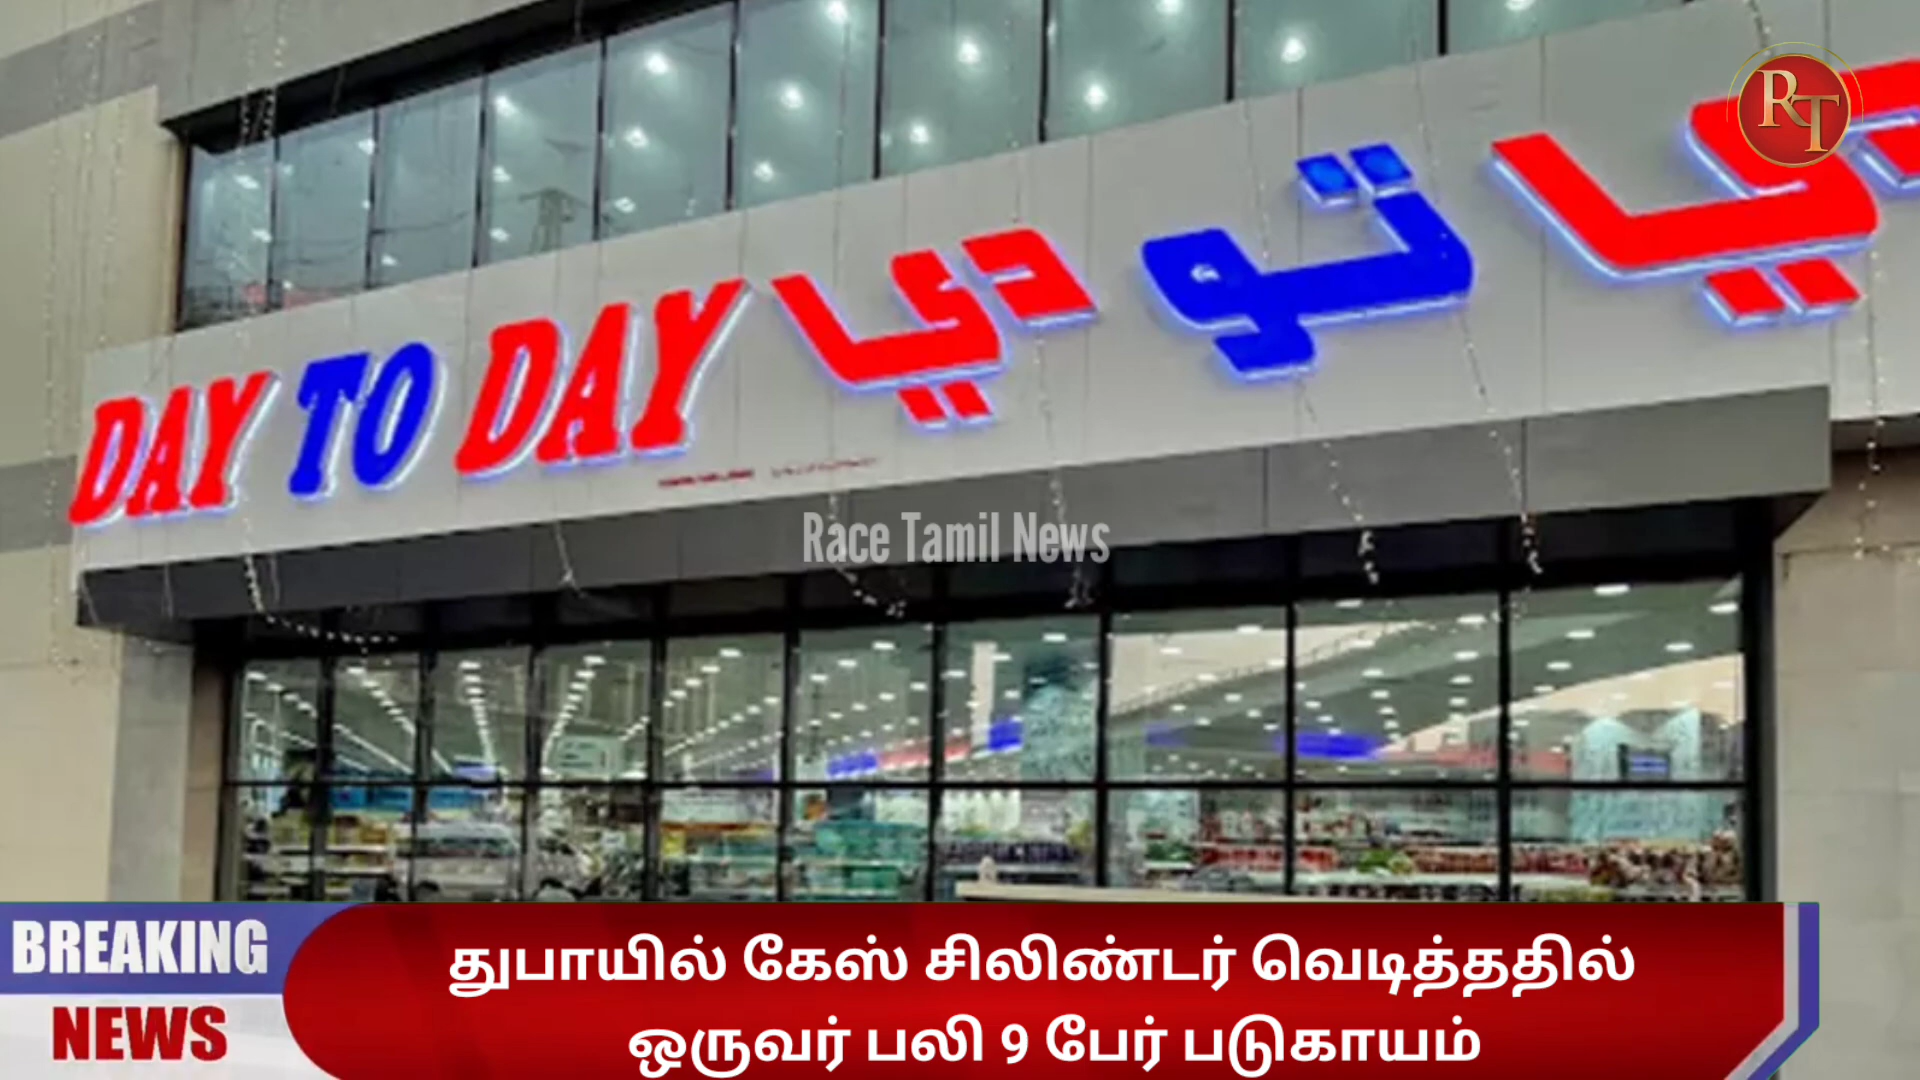 RT
DAY TO DAY دي تو دي
Race Tamil News
BREAKING
NEWS
துபாயில் கேஸ் சிலிண்டர் வெடித்ததில்
ஒருவர் பலி 9 பேர் படுகாயம்